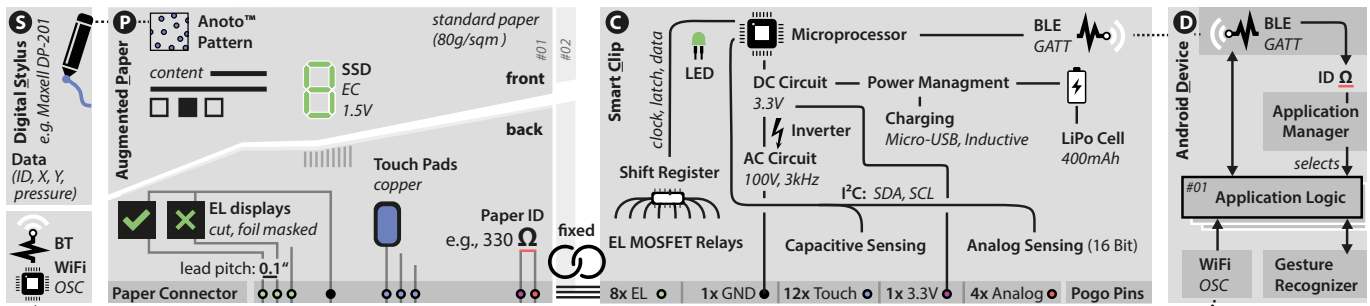 S
Digital Stylus
e.g. Maxell DP-201
Data
(ID, X, Y,
pressure)
BT
WiFi
OSC
P
Augmented Paper
Anoto™
Pattern
standard paper
(80g/sqm )
#01
#02
content
SSD
EC
1.5V
front
back
Touch Pads
copper
EL displays
cut, foil masked
Paper ID
e.g., 330 Ω
lead pitch: 0.1“
Paper Connector
fixed
C
Smart Clip
clock, latch, data
LED
Microprocessor
BLE
GATT
DC Circuit
3.3V
Power Managment
Charging
Micro-USB, Inductive
LiPo Cell
400mAh
Inverter
AC Circuit
100V, 3kHz
Shift Register
I²C: SDA, SCL
EL MOSFET Relays
Capacitive Sensing
Analog Sensing (16 Bit)
8x EL
1x GND
12x Touch
1x 3.3V
4x Analog
Pogo Pins
D
Android Device
BLE
GATT
ID Ω
Application
Manager
selects
#01
Application Logic
WiFi
OSC
Gesture
Recognizer